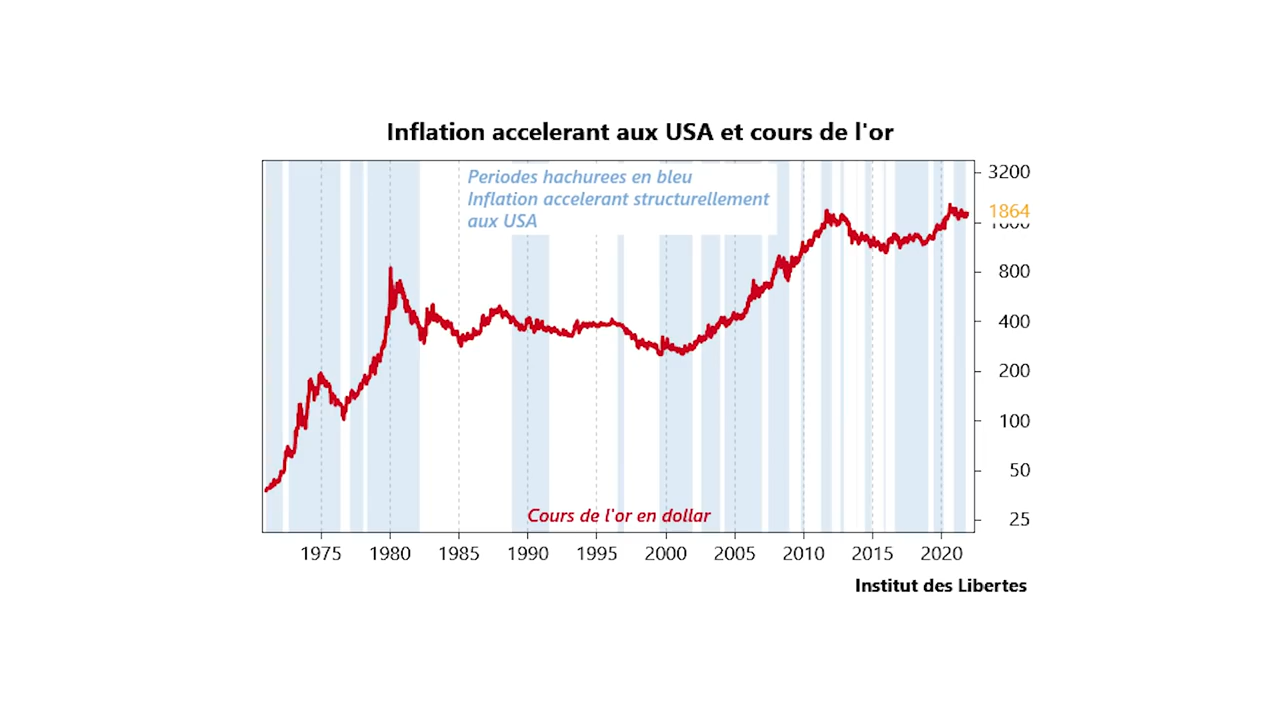 Inflation accelerant aux USA et cours de l'or
Periodes hachurees en bleu
Inflation accelerant structurellement
aux USA
3200
1864
1600
800
400
200
100
50
25
Cours de l'or en dollar
1975 1980 1985 1990 1995 2000 2005 2010 2015 2020
Institut des Libertes